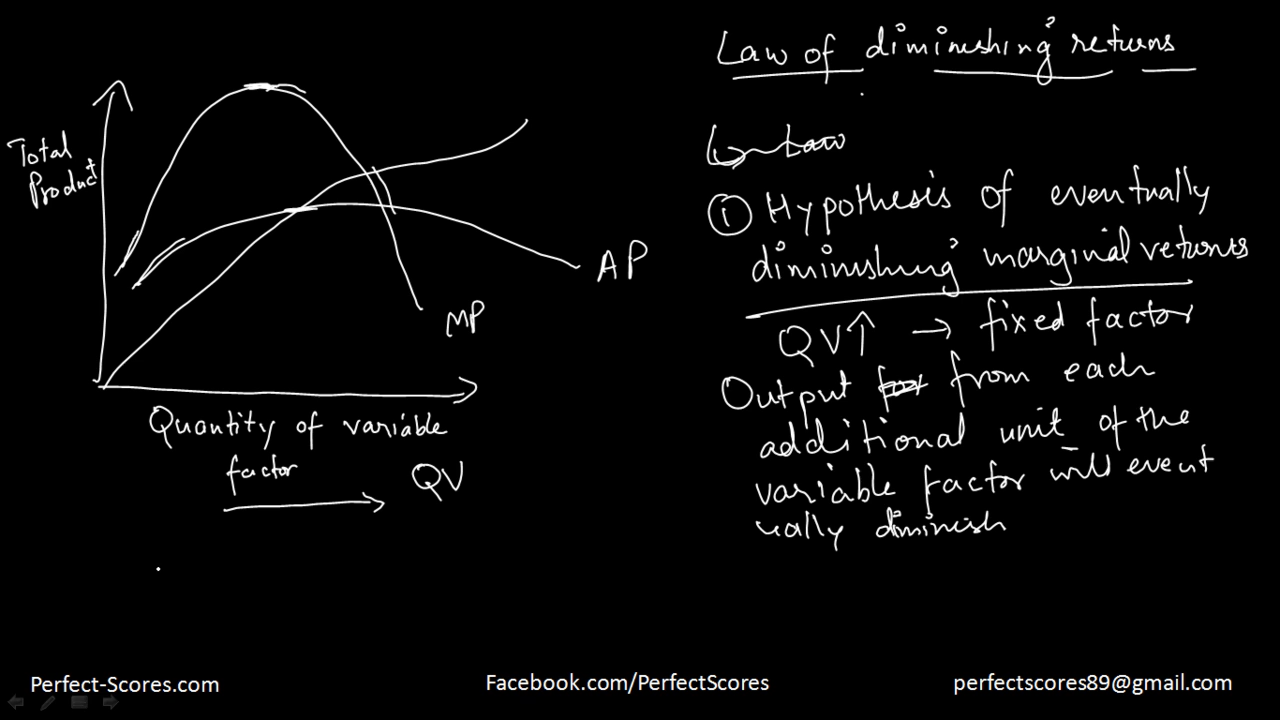 Law of diminishing returns
Total
Product
Law
① Hypothesis of eventually
diminishing marginal returns
QV↑ → fixed factor
Output from each
additional unit of the
variable factor will event
ually diminish
AP
MP
Quantity of variable
factor
QV
Perfect-Scores.com
Facebook.com/PerfectScores
perfectscores89@gmail.com